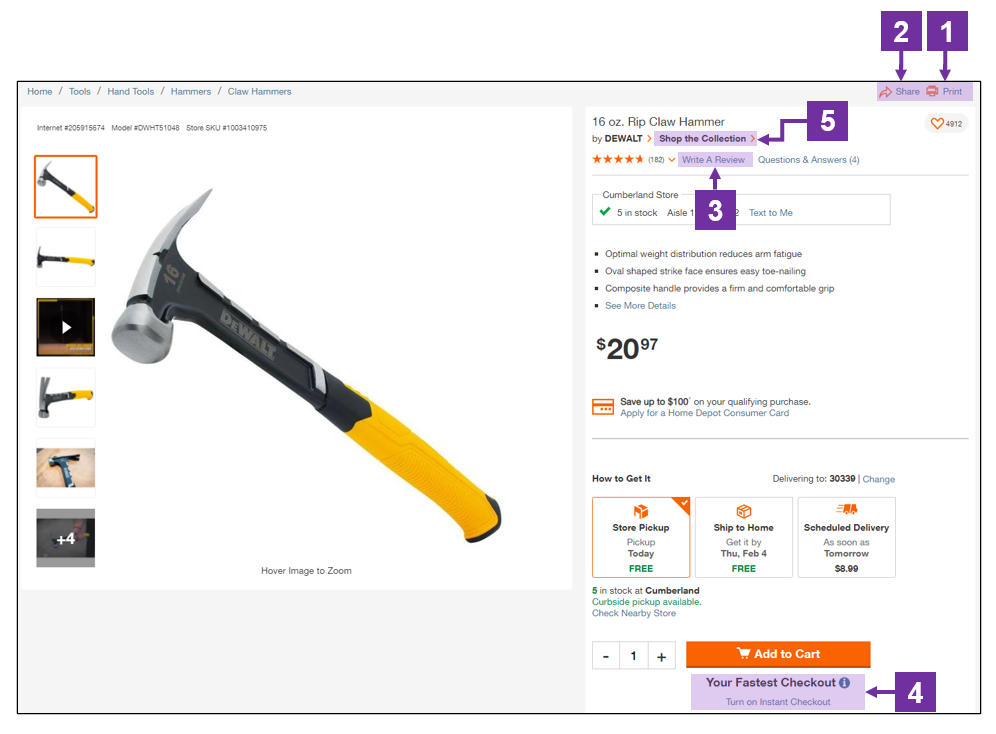 2 1
Home / Tools / Hand Tools / Hammers / Claw Hammers
Share Print
Internet #205915674 Model #DWHT51048 Store SKU #1003410975
16 oz. Rip Claw Hammer
4912
by DEWALT > Shop the Collection >
5
(182) Write A Review Questions & Answers (4)
3
Cumberland Store
5 in stock Aisle 1 2 Text to Me
Optimal weight distribution reduces arm fatigue
Oval shaped strike face ensures easy toe-nailing
Composite handle provides a firm and comfortable grip
See More Details
16
DEWALT
$20 97
Save up to $100* on your qualifying purchase.
Apply for a Home Depot Consumer Card
How to Get It Delivering to: 30339 | Change
Store Pickup
Pickup
Today
FREE
Ship to Home
Get it by
Thu, Feb 4
FREE
Scheduled Delivery
As soon as
Tomorrow
$8.99
+4
Hover Image to Zoom
5 in stock at Cumberland
Curbside pickup available.
Check Nearby Store
- 1 + Add to Cart
Your Fastest Checkout i
Turn on Instant Checkout
4